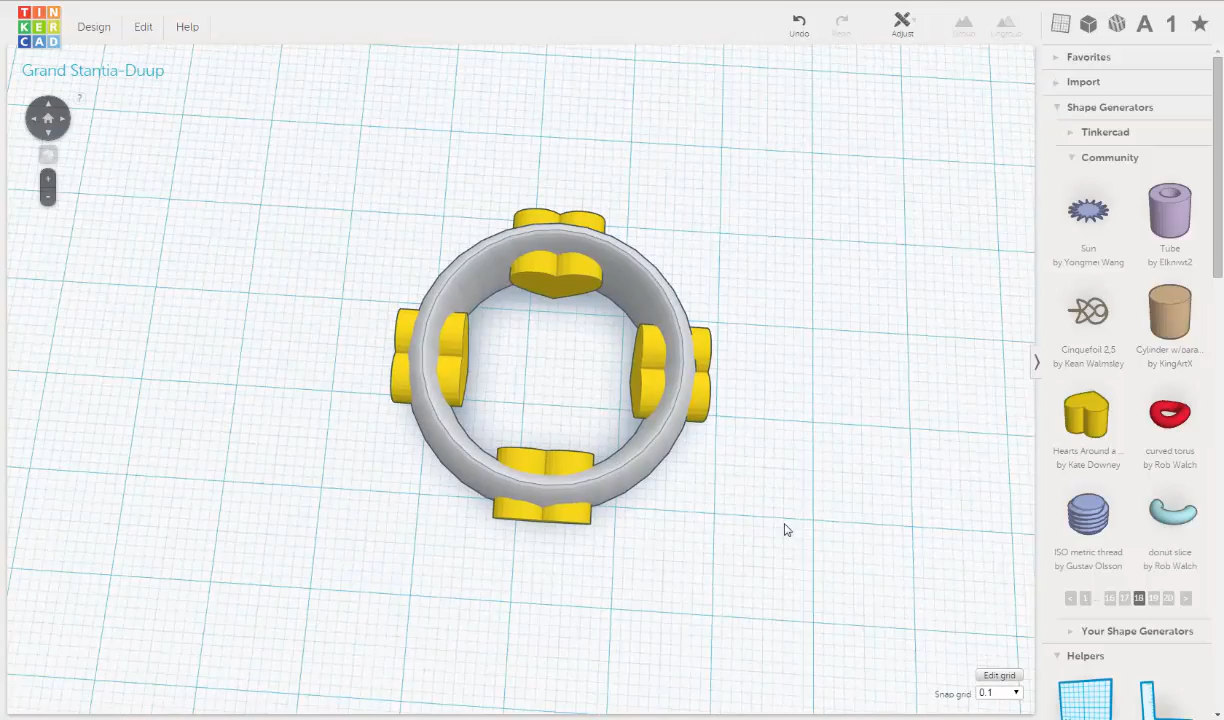 TIN
KER
CAD
Design
Edit
Help
Undo
Redo
Adjust
Group
Ungroup
A
1
Grand Stantia-Duup
?
+
-
Favorites
Import
Shape Generators
Tinkercad
Community
Sun
by Yongmei Wang
Tube
by Elknwt2
Cinquefoil 2,5
by Kean Walmsley
Cylinder w/para...
by KingArtX
Hearts Around a ...
by Kate Downey
curved torus
by Rob Walch
ISO metric thread
by Gustav Olsson
donut slice
by Rob Walch
< 1 ... 16 17 18 19 20 >
Your Shape Generators
Helpers
Edit grid
Snap grid 0.1